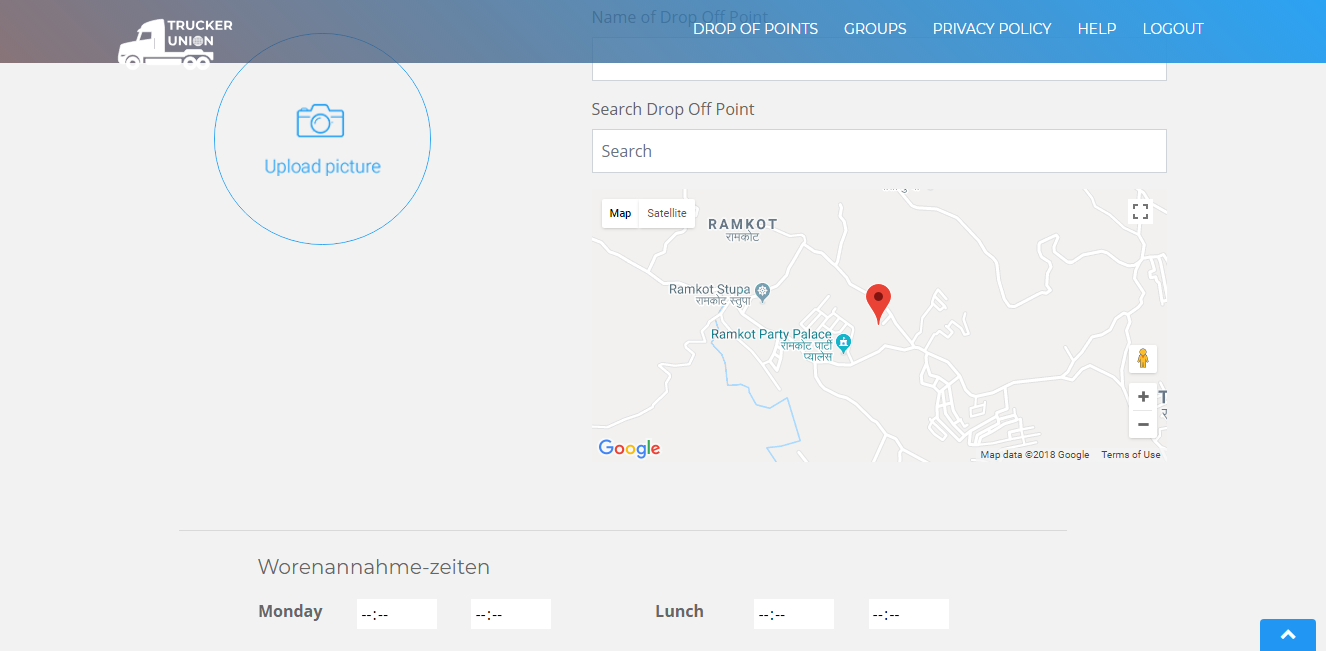 TRUCKER
UNION
DROP OF POINTS GROUPS PRIVACY POLICY HELP LOGOUT
Name of Drop Off Point
Upload picture
Search Drop Off Point
Search
Map Satellite
RAMKOT
रामकोट
Ramkot Stupa
रामकोट स्तुपा
Ramkot Party Palace
रामकोट पार्टी
प्यालेस
T
Google
Map data ©2018 Google Terms of Use
Worenannahme-zeiten
Monday --:-- --:-- Lunch --:-- --:--